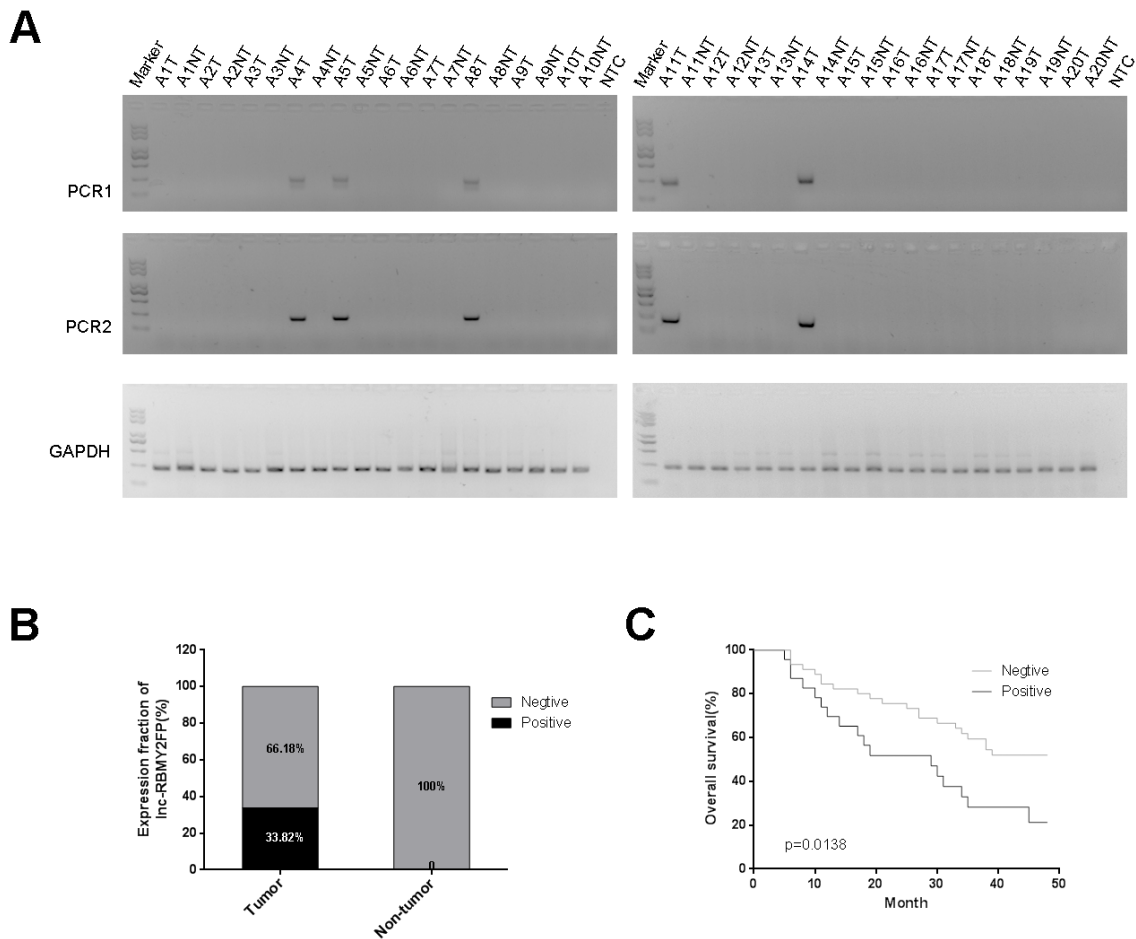 A
Marker A1T A1NT A2T A2NT A3T A3NT A4T A4NT A5T A5NT A6T A6NT A7T A7NT A8T A8NT A9T A9NT A10T A10NT NTC
Marker A11T A11NT A12T A12NT A13T A13NT A14T A14NT A15T A15NT A16T A16NT A17T A17NT A18T A18NT A19T A19NT A20T A20NT NTC
PCR1
PCR2
GAPDH
B
Expression fraction of
lnc-RBMY2FP(%)
120
100
80
60
40
20
0
66.18%
33.82%
100%
0
Tumor
Non-tumor
Negtive
Positive
C
Overall survival(%)
100
80
60
40
20
0
Negtive
Positive
p=0.0138
0 10 20 30 40 50
Month